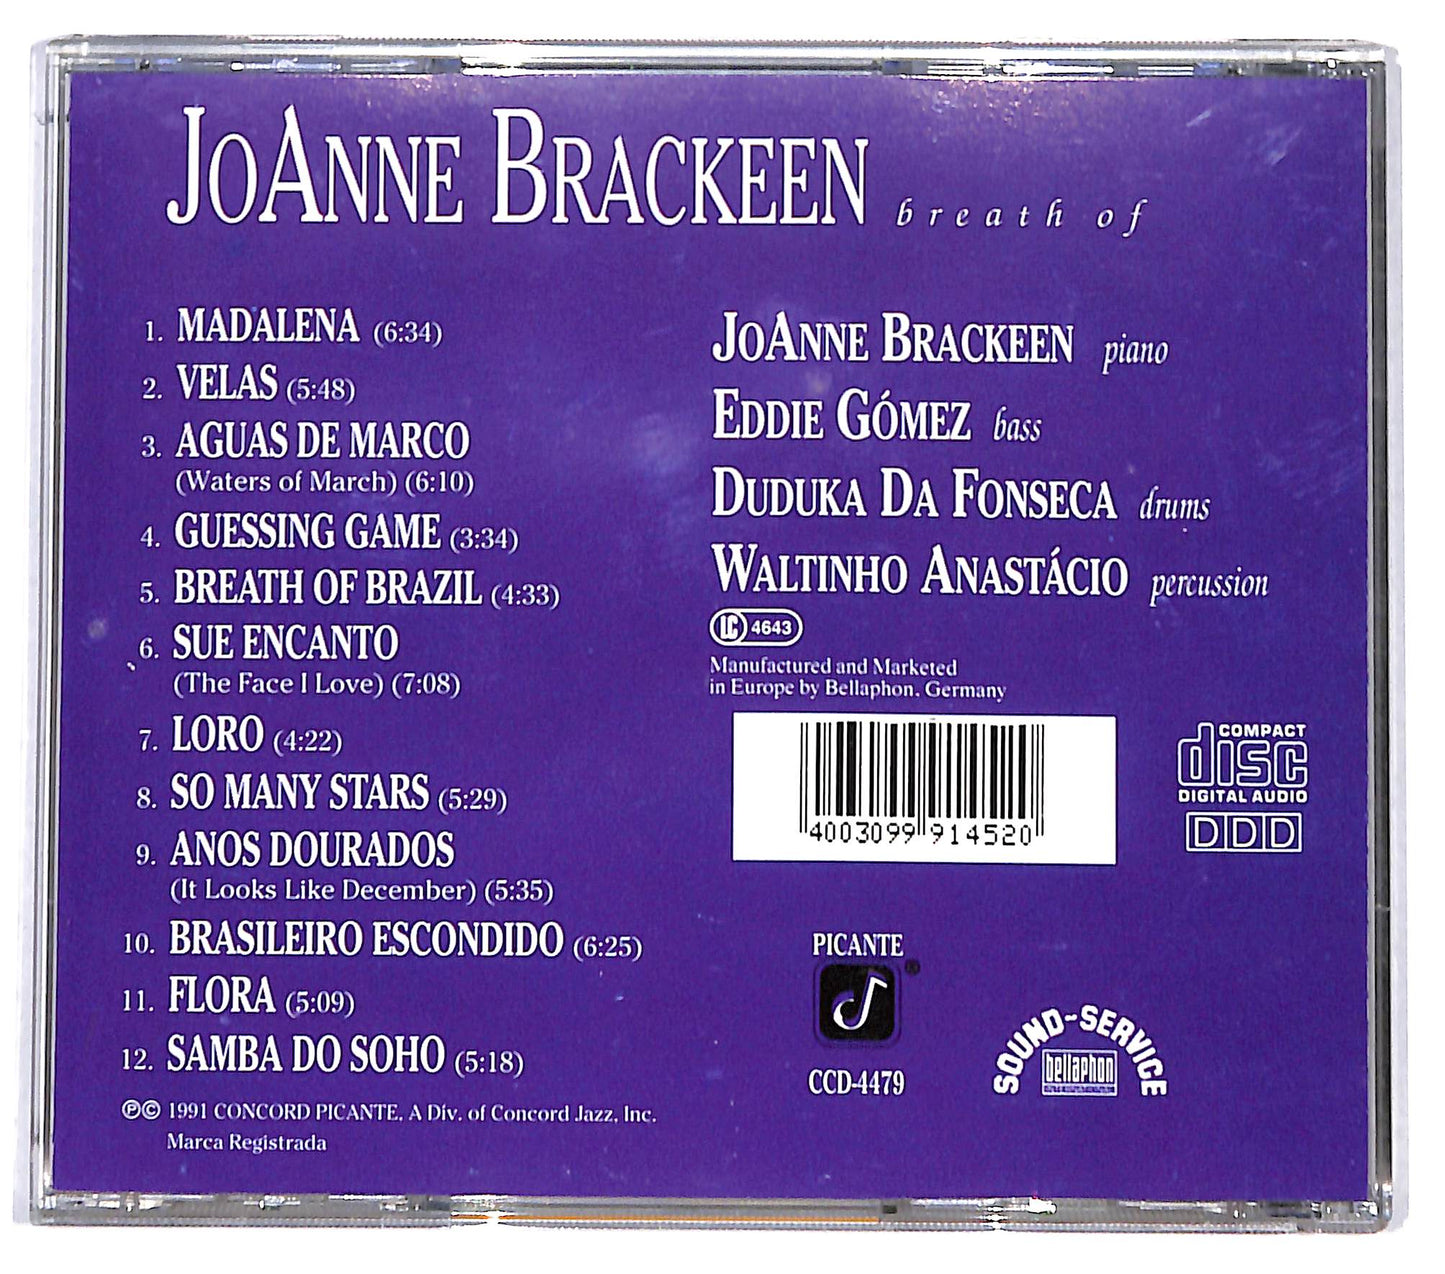 JoAnne Brackeen breath of
1. MADALENA (6:34)
2. VELAS (5:48)
3. AGUAS DE MARCO
(Waters of March) (6:10)
4. GUESSING GAME (3:34)
5. BREATH OF BRAZIL (4:33)
6. SUE ENCANTO
(The Face I Love) (7:08)
7. LORO (4:22)
8. SO MANY STARS (5:29)
9. ANOS DOURADOS
(It Looks Like December) (5:35)
10. BRASILEIRO ESCONDIDO (6:25)
11. FLORA (5:09)
12. SAMBA DO SOHO (5:18)
℗© 1991 CONCORD PICANTE, A Div. of Concord Jazz, Inc.
Marca Registrada
JoAnne Brackeen piano
Eddie Gómez bass
Duduka Da Fonseca drums
Waltinho Anastácio percussion
LC 4643
Manufactured and Marketed
in Europe by Bellaphon, Germany
4003099 914520
COMPACT
disc
DIGITAL AUDIO
DDD
PICANTE
®
CCD-4479
SOUND-SERVICE
bellaphon